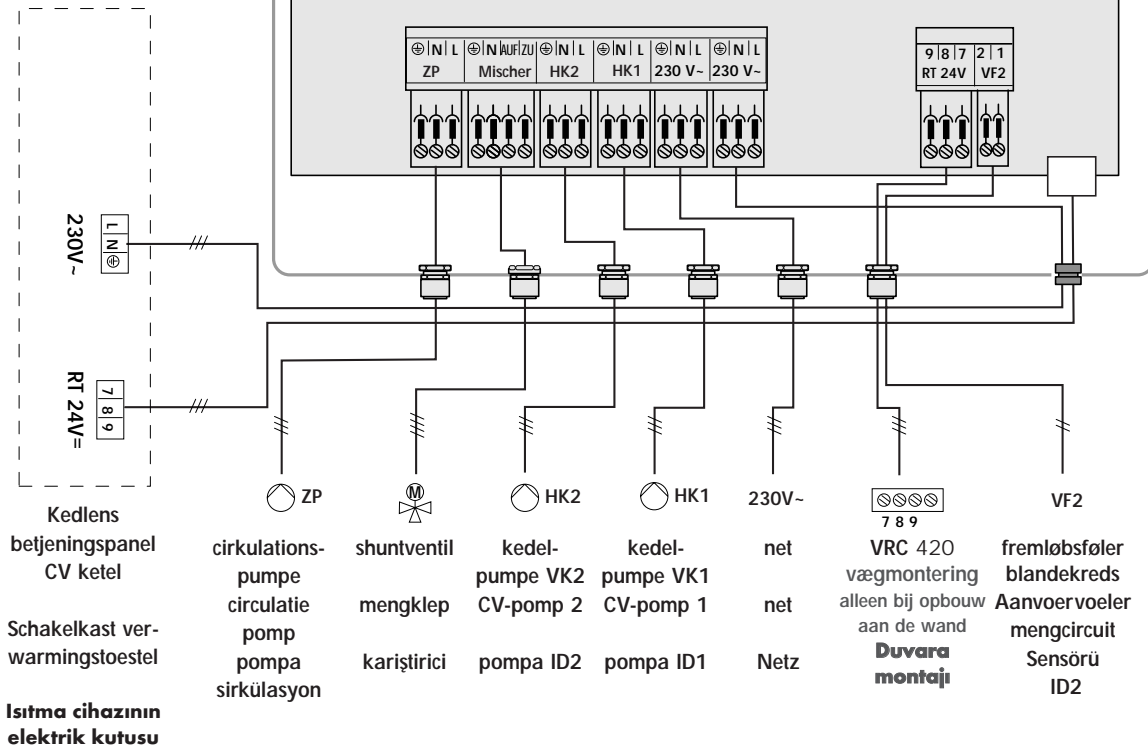 ⏚ N L ⏚ N AUF ZU ⏚ N L ⏚ N L ⏚ N L ⏚ N L
ZP Mischer HK2 HK1 230 V~ 230 V~
9 8 7 2 1
RT 24V VF2
230V~
L N ⏚
RT 24V=
7 8 9
ZP
M
HK2
HK1
230V~
7 8 9
VF2
Kedlens
betjeningspanel
CV ketel
Schakelkast ver-
warmingstoestel
Isıtma cihazının
elektrik kutusu
cirkulations-
pumpe
circulatie
pomp
pompa
sirkülasyon
shuntventil
mengklep
kariştirici
kedel-
pumpe VK2
CV-pomp 2
pompa ID2
kedel-
pumpe VK1
CV-pomp 1
pompa ID1
net
net
Netz
VRC 420
vægmontering
alleen bij opbouw
aan de wand
Duvara
montajı
fremløbsføler
blandekreds
Aanvoervoeler
mengcircuit
Sensörü
ID2